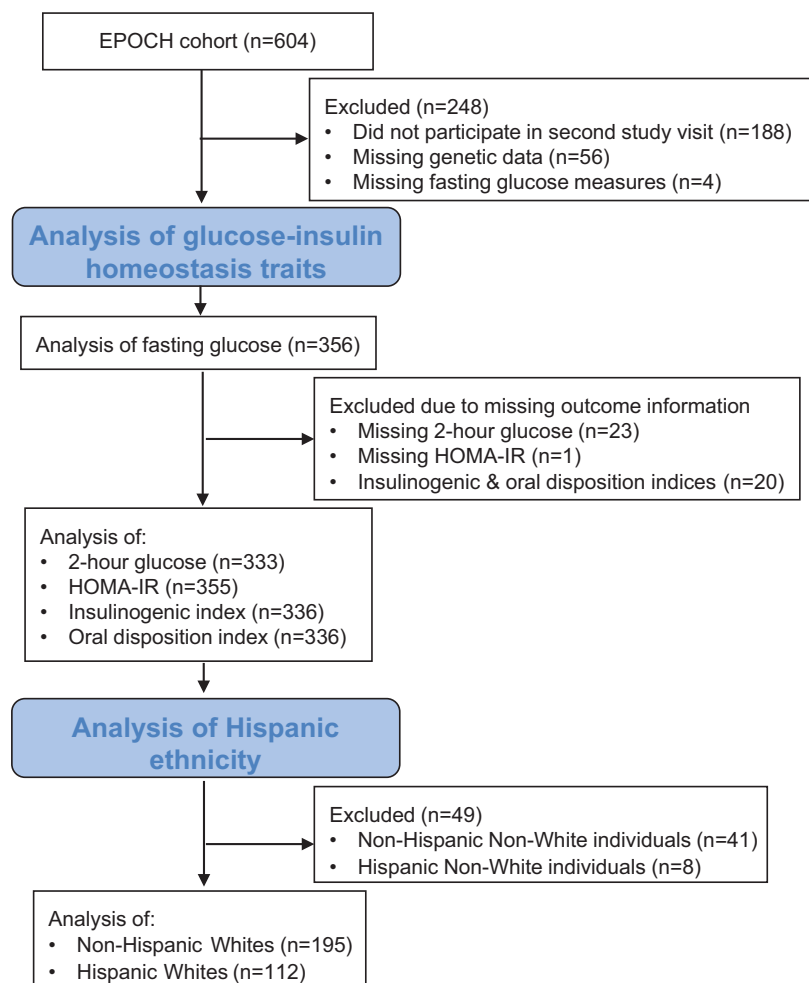 EPOCH cohort (n=604)
Excluded (n=248)
• Did not participate in second study visit (n=188)
• Missing genetic data (n=56)
• Missing fasting glucose measures (n=4)
Analysis of glucose-insulin
homeostasis traits
Analysis of fasting glucose (n=356)
Excluded due to missing outcome information
• Missing 2-hour glucose (n=23)
• Missing HOMA-IR (n=1)
• Insulinogenic & oral disposition indices (n=20)
Analysis of:
• 2-hour glucose (n=333)
• HOMA-IR (n=355)
• Insulinogenic index (n=336)
• Oral disposition index (n=336)
Analysis of Hispanic
ethnicity
Excluded (n=49)
• Non-Hispanic Non-White individuals (n=41)
• Hispanic Non-White individuals (n=8)
Analysis of:
• Non-Hispanic Whites (n=195)
• Hispanic Whites (n=112)